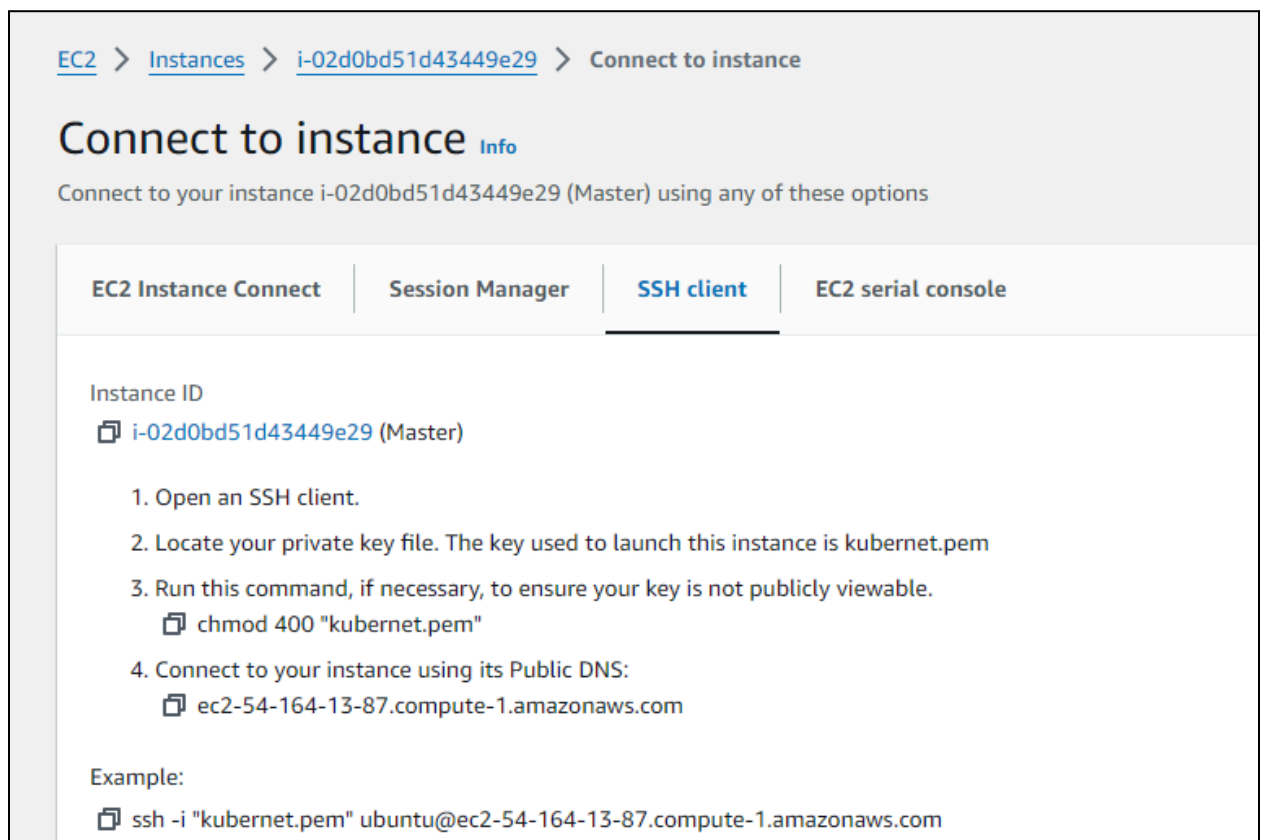 EC2 > Instances > i-02d0bd51d43449e29 > Connect to instance
Connect to instance Info
Connect to your instance i-02d0bd51d43449e29 (Master) using any of these options
EC2 Instance Connect Session Manager SSH client EC2 serial console
Instance ID
i-02d0bd51d43449e29 (Master)
1. Open an SSH client.
2. Locate your private key file. The key used to launch this instance is kubernet.pem
3. Run this command, if necessary, to ensure your key is not publicly viewable.
chmod 400 "kubernet.pem"
4. Connect to your instance using its Public DNS:
ec2-54-164-13-87.compute-1.amazonaws.com
Example:
ssh -i "kubernet.pem" ubuntu@ec2-54-164-13-87.compute-1.amazonaws.com